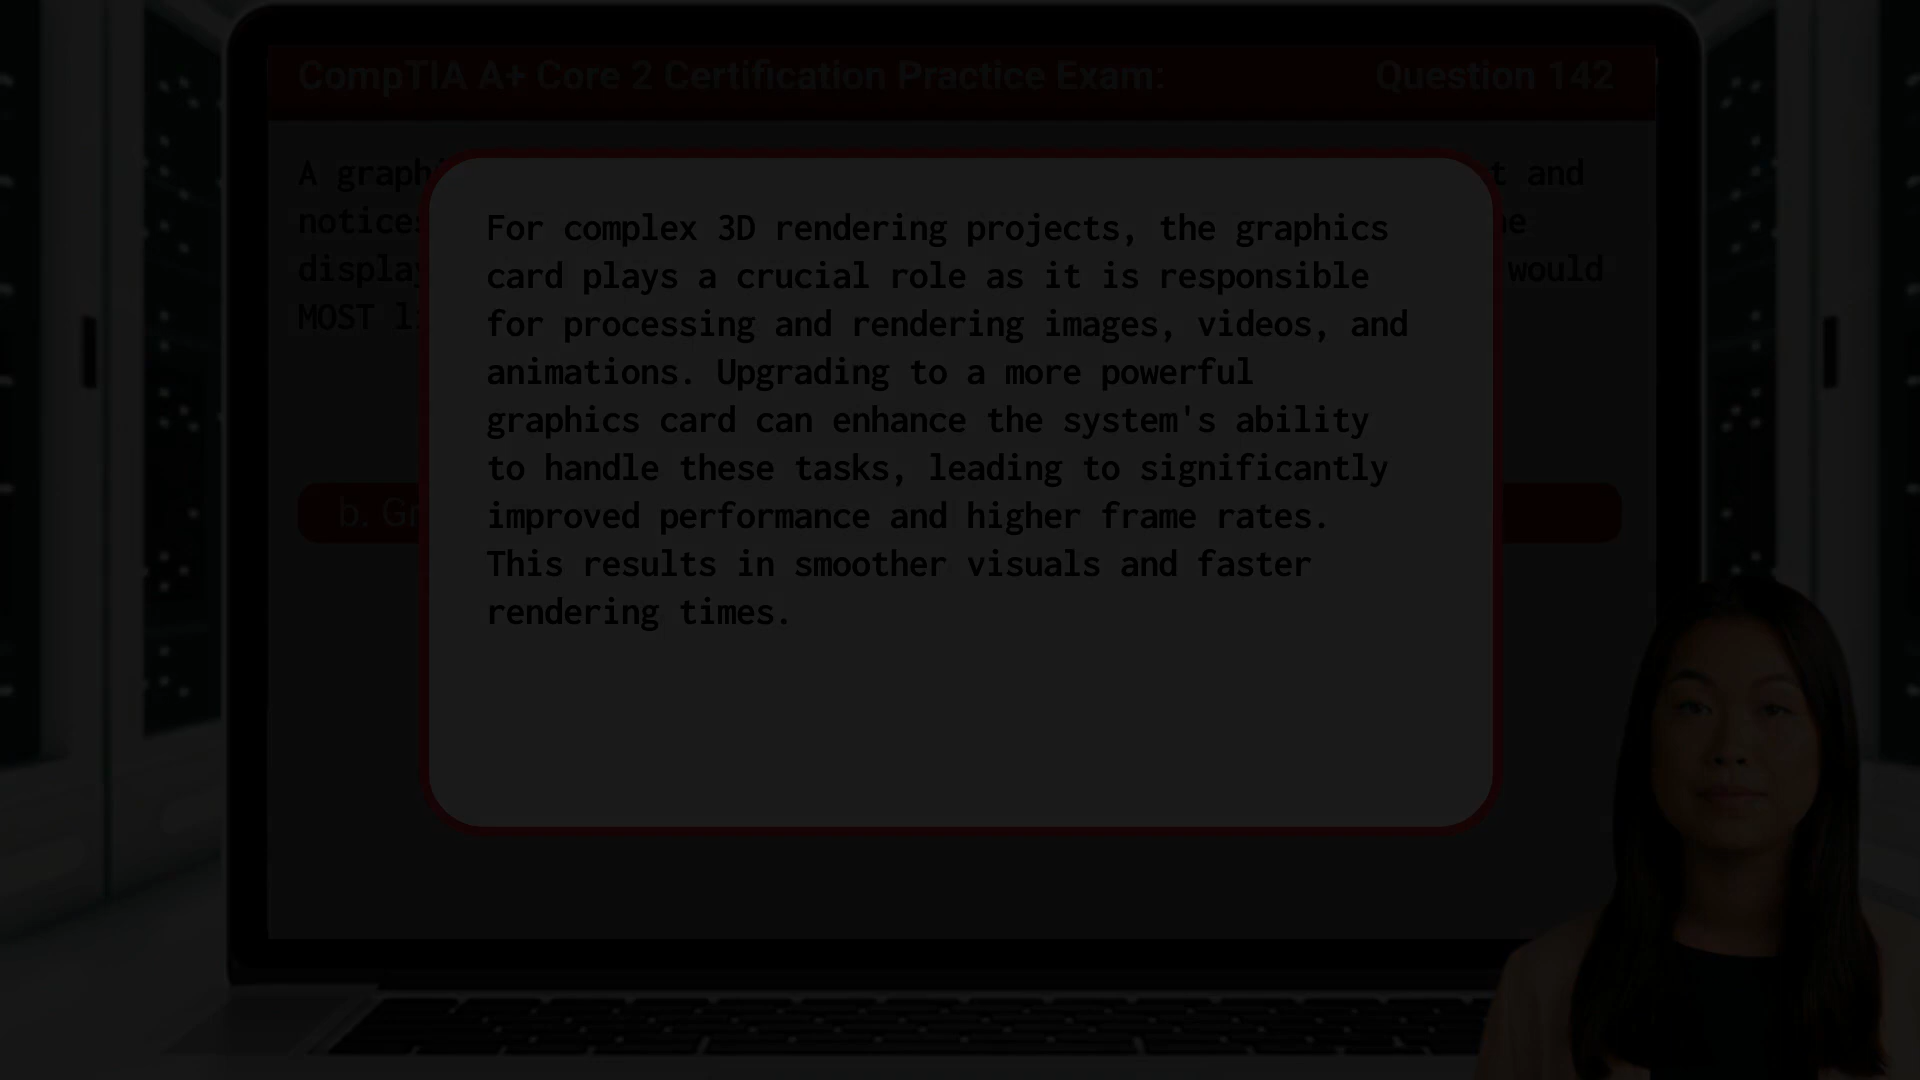 CompTIA A+ Core 2 Certification Practice Exam: Question 142
A graph t and
notices
display would
MOST
For complex 3D rendering projects, the graphics
card plays a crucial role as it is responsible
for processing and rendering images, videos, and
animations. Upgrading to a more powerful
graphics card can enhance the system's ability
to handle these tasks, leading to significantly
improved performance and higher frame rates.
This results in smoother visuals and faster
rendering times.
b. Gr